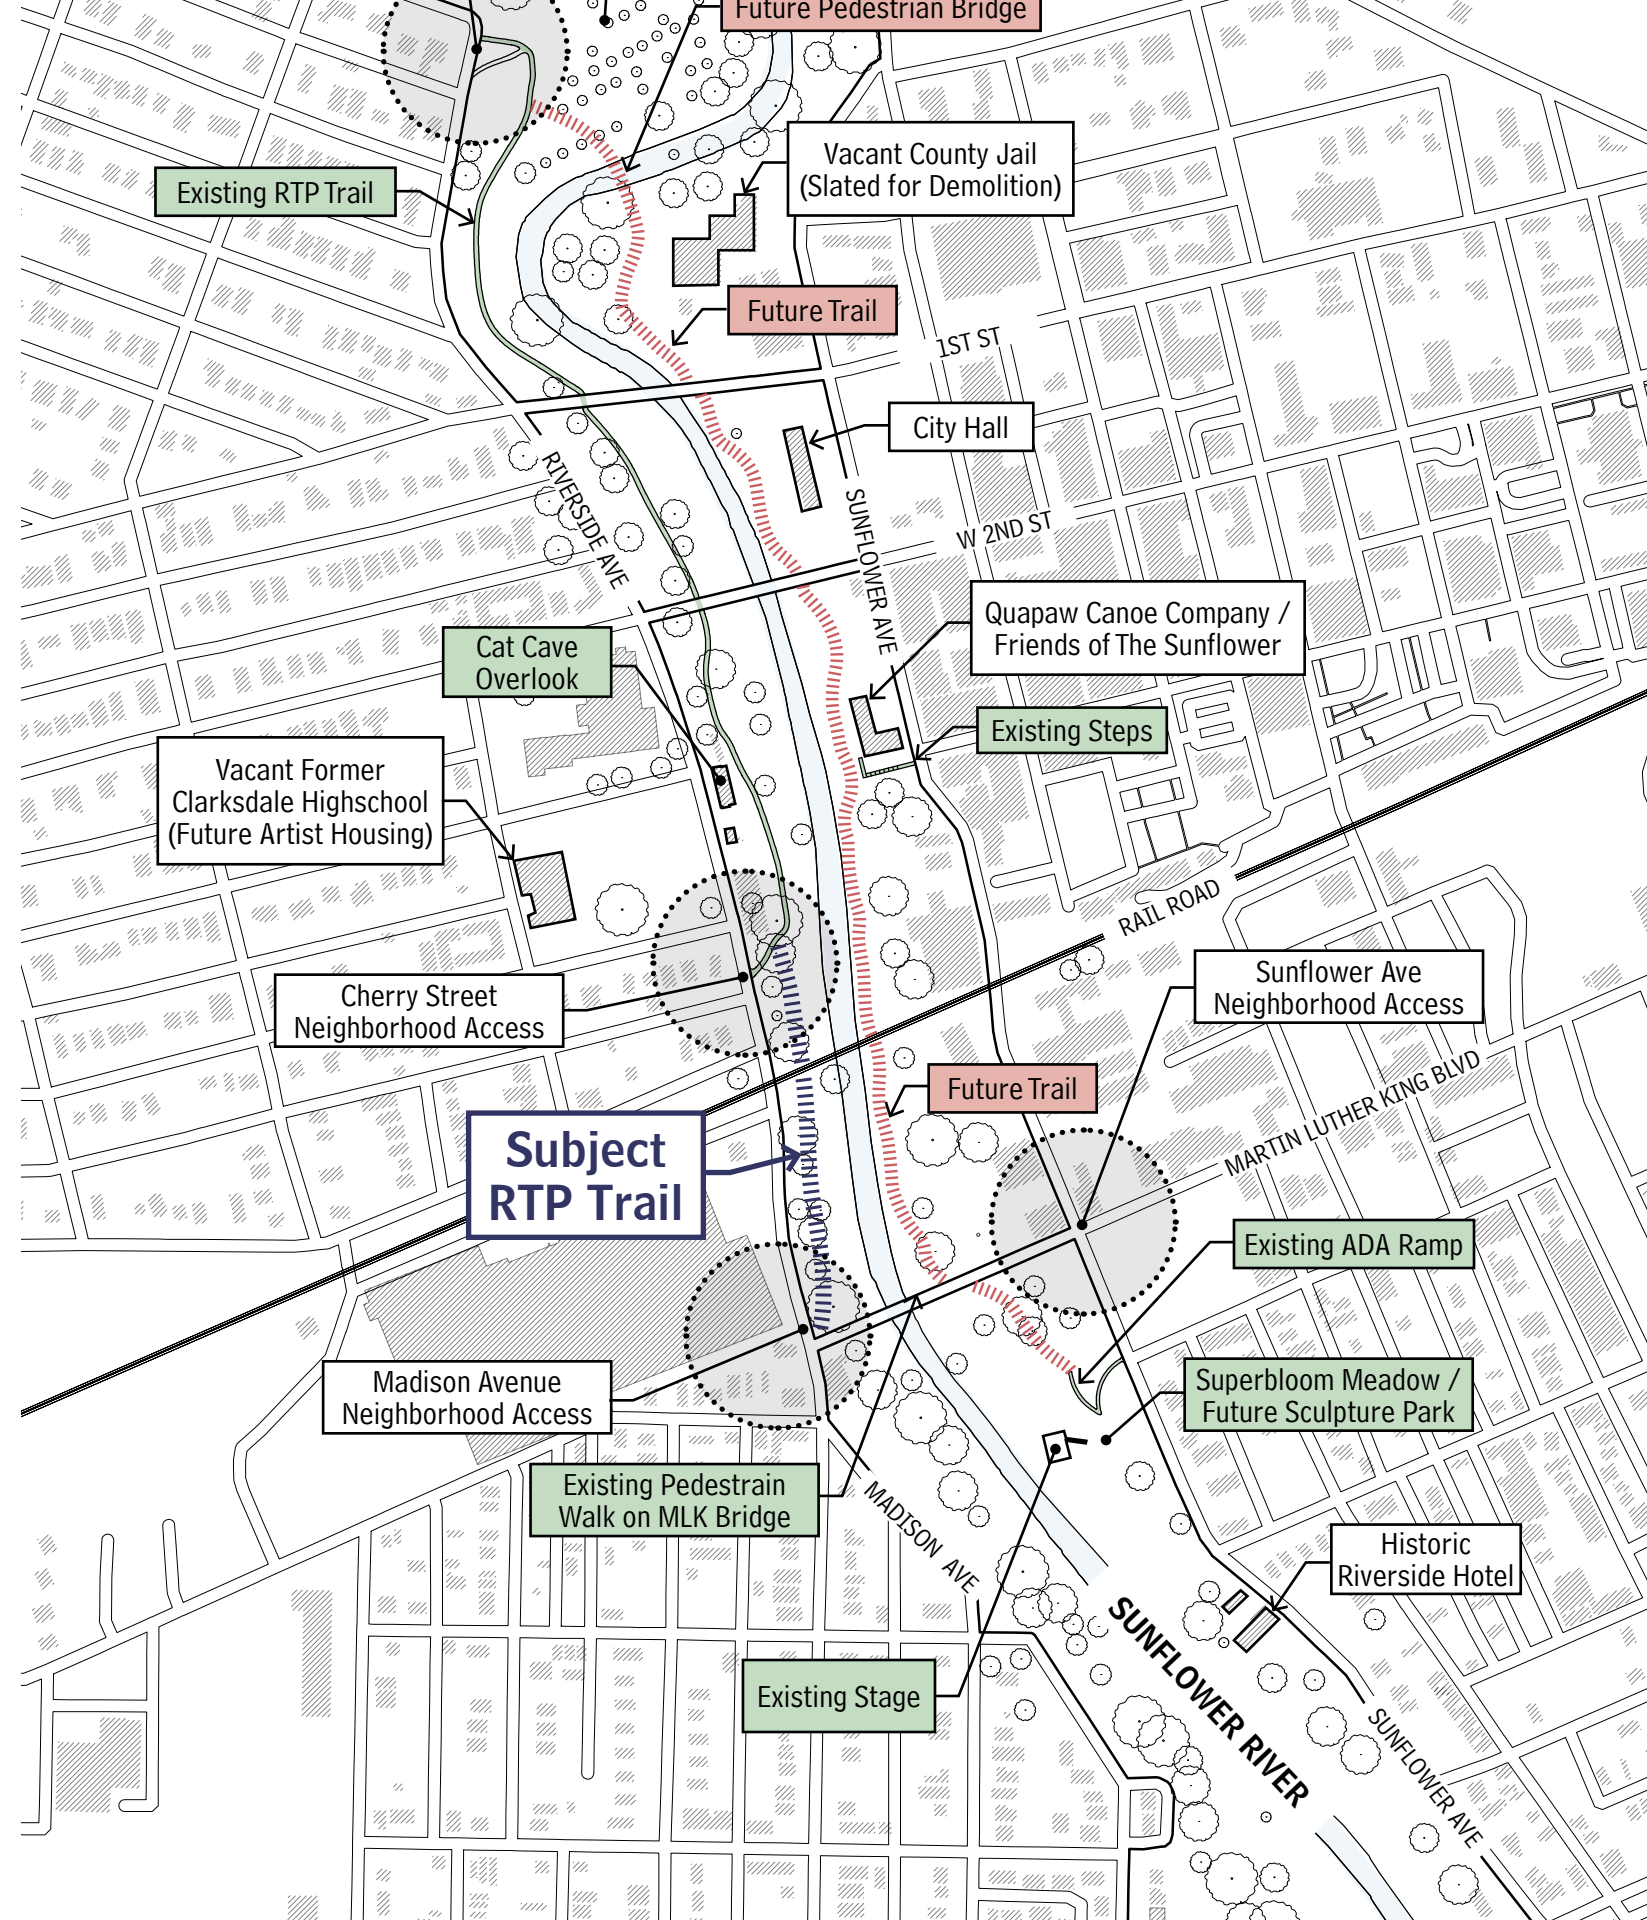 Future Pedestrian Bridge
Vacant County Jail
(Slated for Demolition)
Existing RTP Trail
Future Trail
1ST ST
City Hall
RIVERSIDE AVE
SUNFLOWER AVE
W 2ND ST
Quapaw Canoe Company /
Friends of The Sunflower
Cat Cave
Overlook
Existing Steps
Vacant Former
Clarksdale Highschool
(Future Artist Housing)
RAIL ROAD
Sunflower Ave
Neighborhood Access
Cherry Street
Neighborhood Access
Future Trail
MARTIN LUTHER KING BLVD
Subject
RTP Trail
Existing ADA Ramp
Madison Avenue
Neighborhood Access
Superbloom Meadow /
Future Sculpture Park
Existing Pedestrain
Walk on MLK Bridge
MADISON AVE
Historic
Riverside Hotel
SUNFLOWER RIVER
Existing Stage
SUNFLOWER AVE